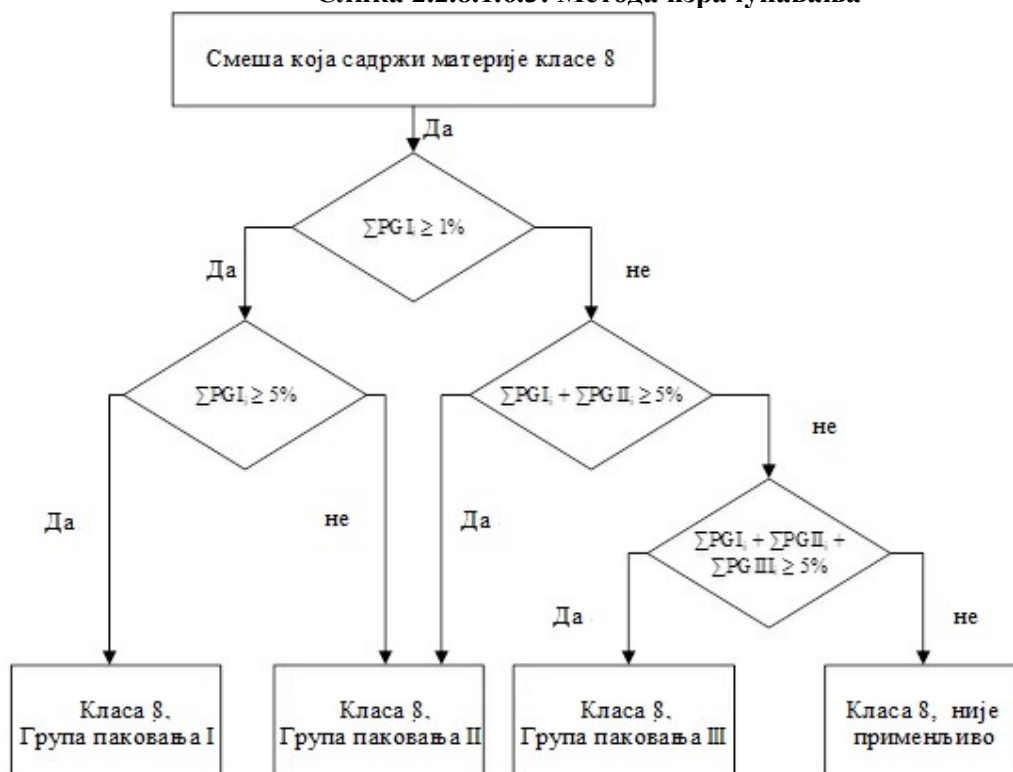 Слика 2.2.8.1.6.3: Метода израчунавања
Смеша која садржи материје класе 8
Да
∑PGIᵢ ≥ 1%
Да
не
∑PGIᵢ ≥ 5%
∑PGIᵢ + ∑PGIIᵢ ≥ 5%
не
Да
не
Да
∑PGIᵢ + ∑PGIIᵢ +
∑PGIIIᵢ ≥ 5%
Да
не
Класа 8,
Група паковања I
Класа 8,
Група паковања II
Класа 8,
Група паковања III
Класа 8, није
применљиво